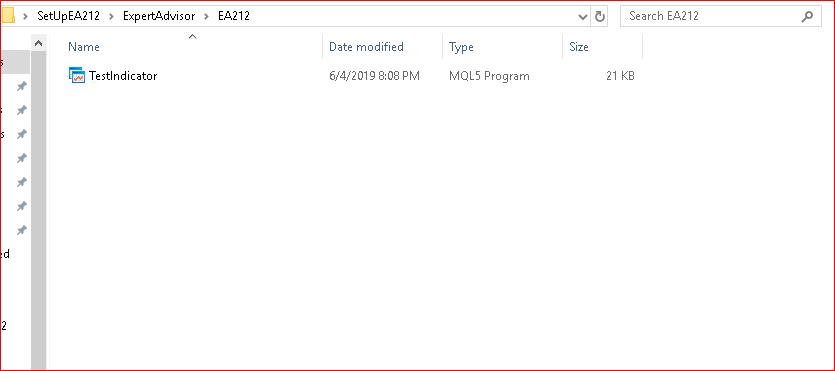 SetUpEA212 > ExpertAdvisor > EA212 Search EA212
Name Date modified Type Size
TestIndicator 6/4/2019 8:08 PM MQL5 Program 21 KB
s
s
s
ed
2